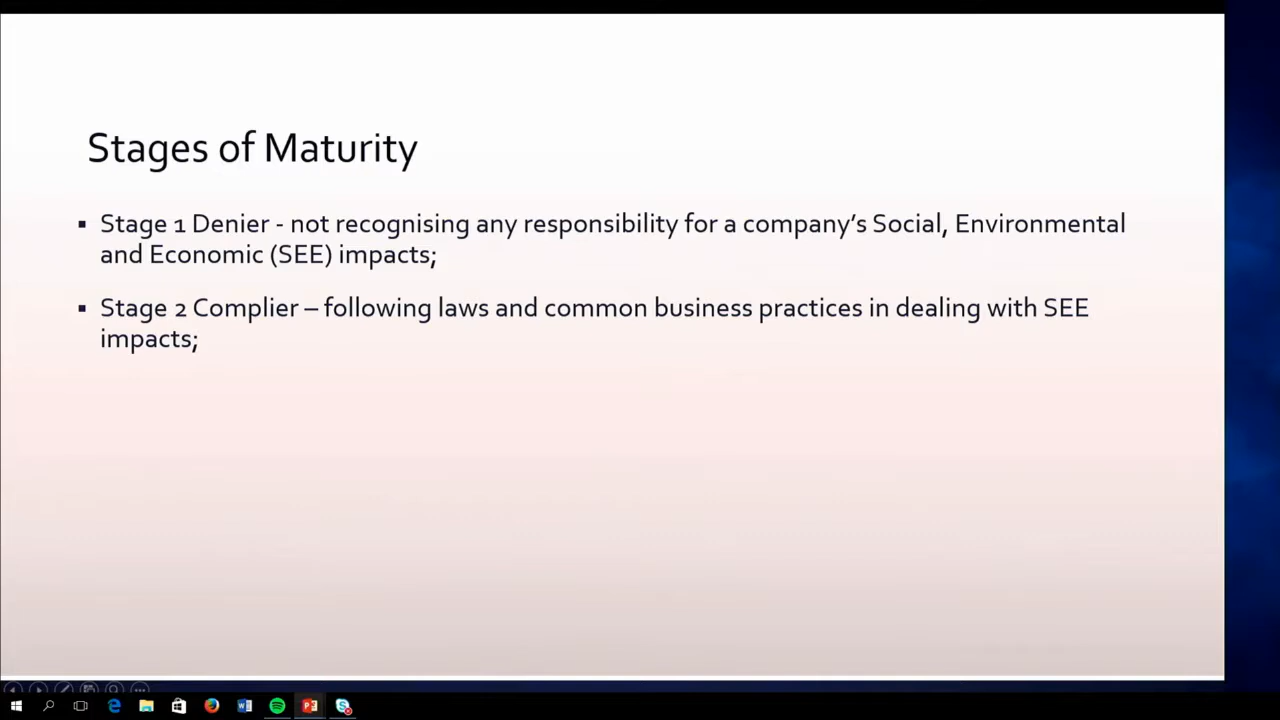 Stages of Maturity
▪ Stage 1 Denier - not recognising any responsibility for a company’s Social, Environmental
and Economic (SEE) impacts;
▪ Stage 2 Complier – following laws and common business practices in dealing with SEE
impacts;